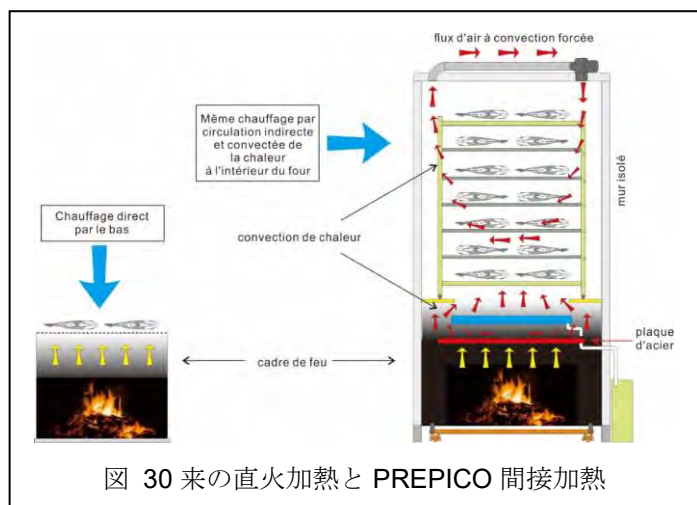 flux d'air à convection forcée
Même chauffage par
circulation indirecte
et convectée de
la chaleur
à l'intérieur du four
mur isolé
Chauffage direct
par le bas
convection de chaleur
plaque
d'acier
cadre de feu
図 30 来の直火加熱と PREPICO 間接加熱